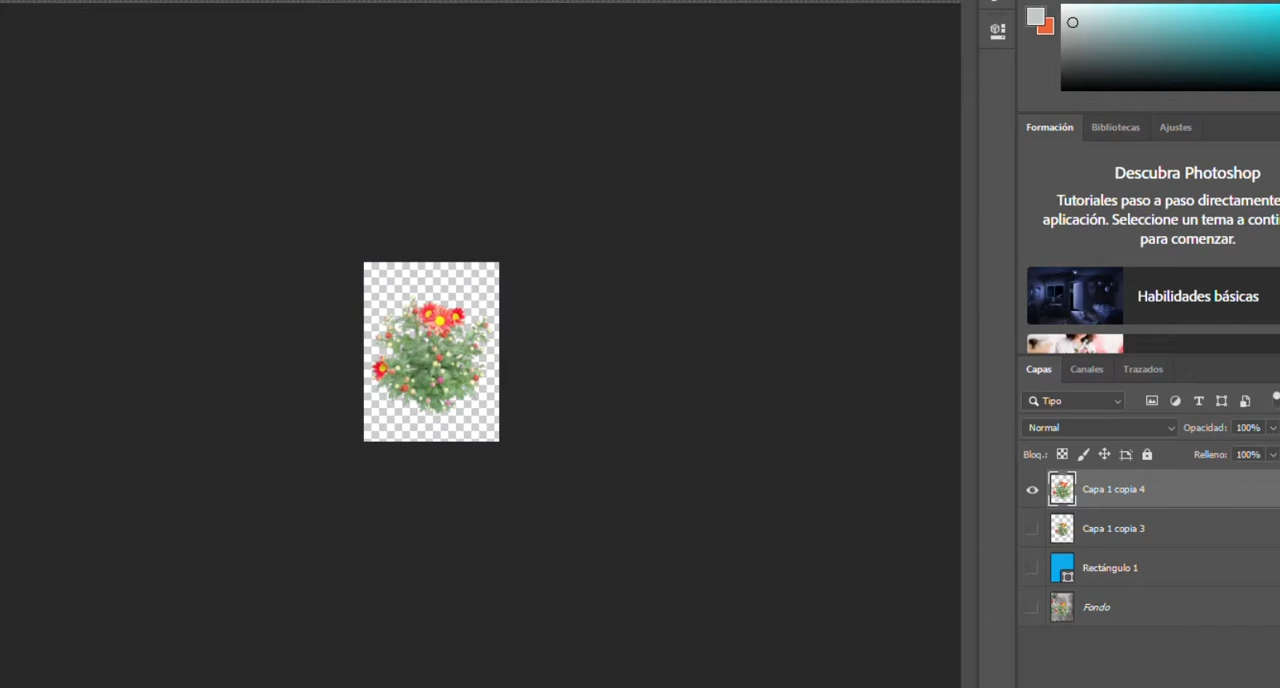 Formación Bibliotecas Ajustes
Descubra Photoshop
Tutoriales paso a paso directamente
aplicación. Seleccione un tema a conti
para comenzar.
Habilidades básicas
Capas Canales Trazados
Tipo
Normal Opacidad: 100%
Bloq.: Relleno: 100%
Capa 1 copia 4
Capa 1 copia 3
Rectángulo 1
Fondo